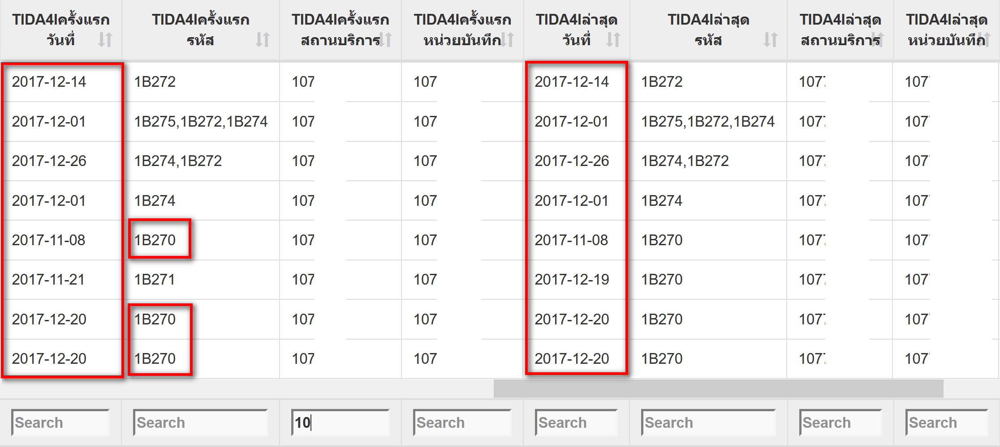 TIDA4Iครั้งแรก วันที่ TIDA4Iครั้งแรก รหัส TIDA4Iครั้งแรก สถานบริการ TIDA4Iครั้งแรก หน่วยบันทึก TIDA4Iล่าสุด วันที่ TIDA4Iล่าสุด รหัส TIDA4Iล่าสุด สถานบริการ TIDA4Iล่าสุด หน่วยบันทึก
2017-12-14 1B272 107 107 2017-12-14 1B272 107 107
2017-12-01 1B275,1B272,1B274 107 107 2017-12-01 1B275,1B272,1B274 107 107
2017-12-26 1B274,1B272 107 107 2017-12-26 1B274,1B272 107 107
2017-12-01 1B274 107 107 2017-12-01 1B274 107 107
2017-11-08 1B270 107 107 2017-11-08 1B270 107 107
2017-11-21 1B271 107 107 2017-12-19 1B270 107 107
2017-12-20 1B270 107 107 2017-12-20 1B270 107 107
2017-12-20 1B270 107 107 2017-12-20 1B270 107 107
Search Search 10 Search Search Search Search Search